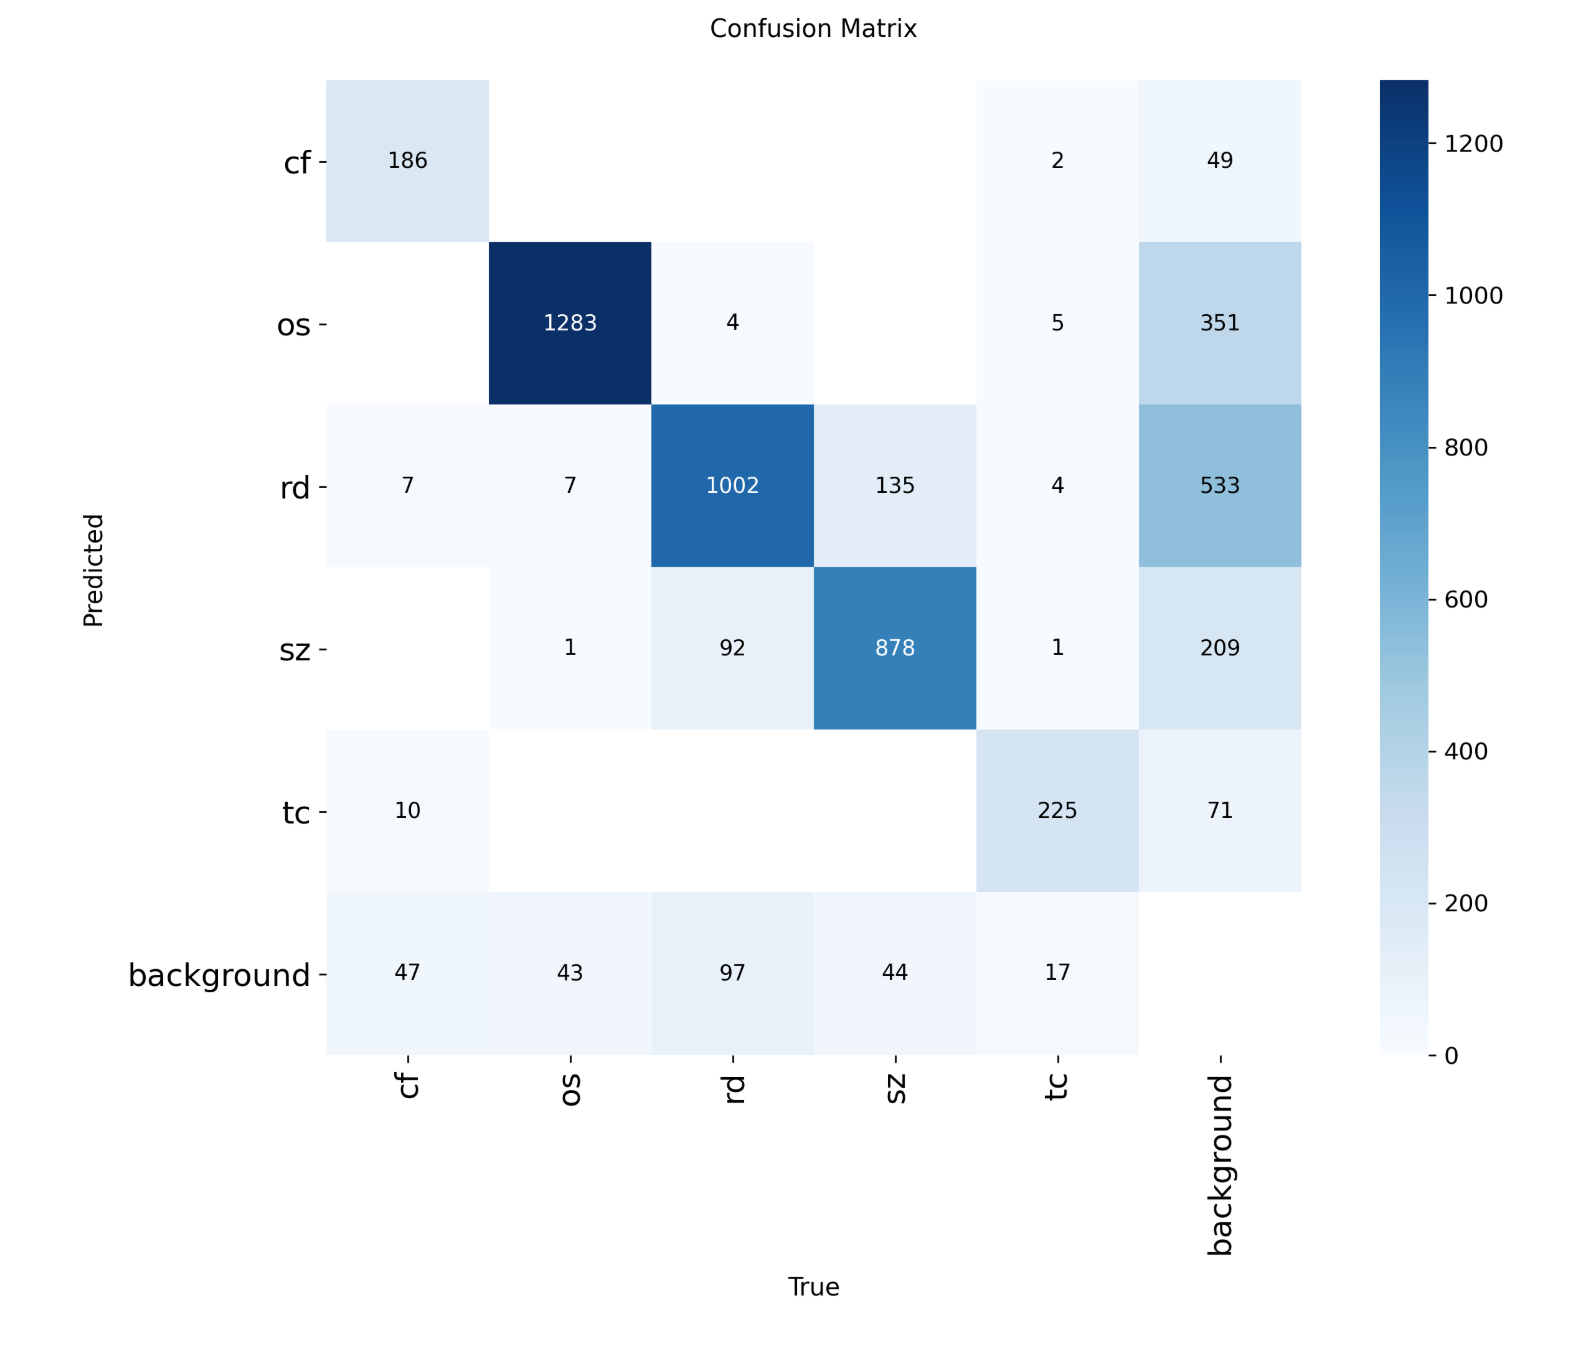 Confusion Matrix
cf 186 2 49
os 1283 4 5 351
rd 7 7 1002 135 4 533
sz 1 92 878 1 209
tc 10 225 71
background 47 43 97 44 17
cf os rd sz tc background
True
Predicted
1200
1000
800
600
400
200
0